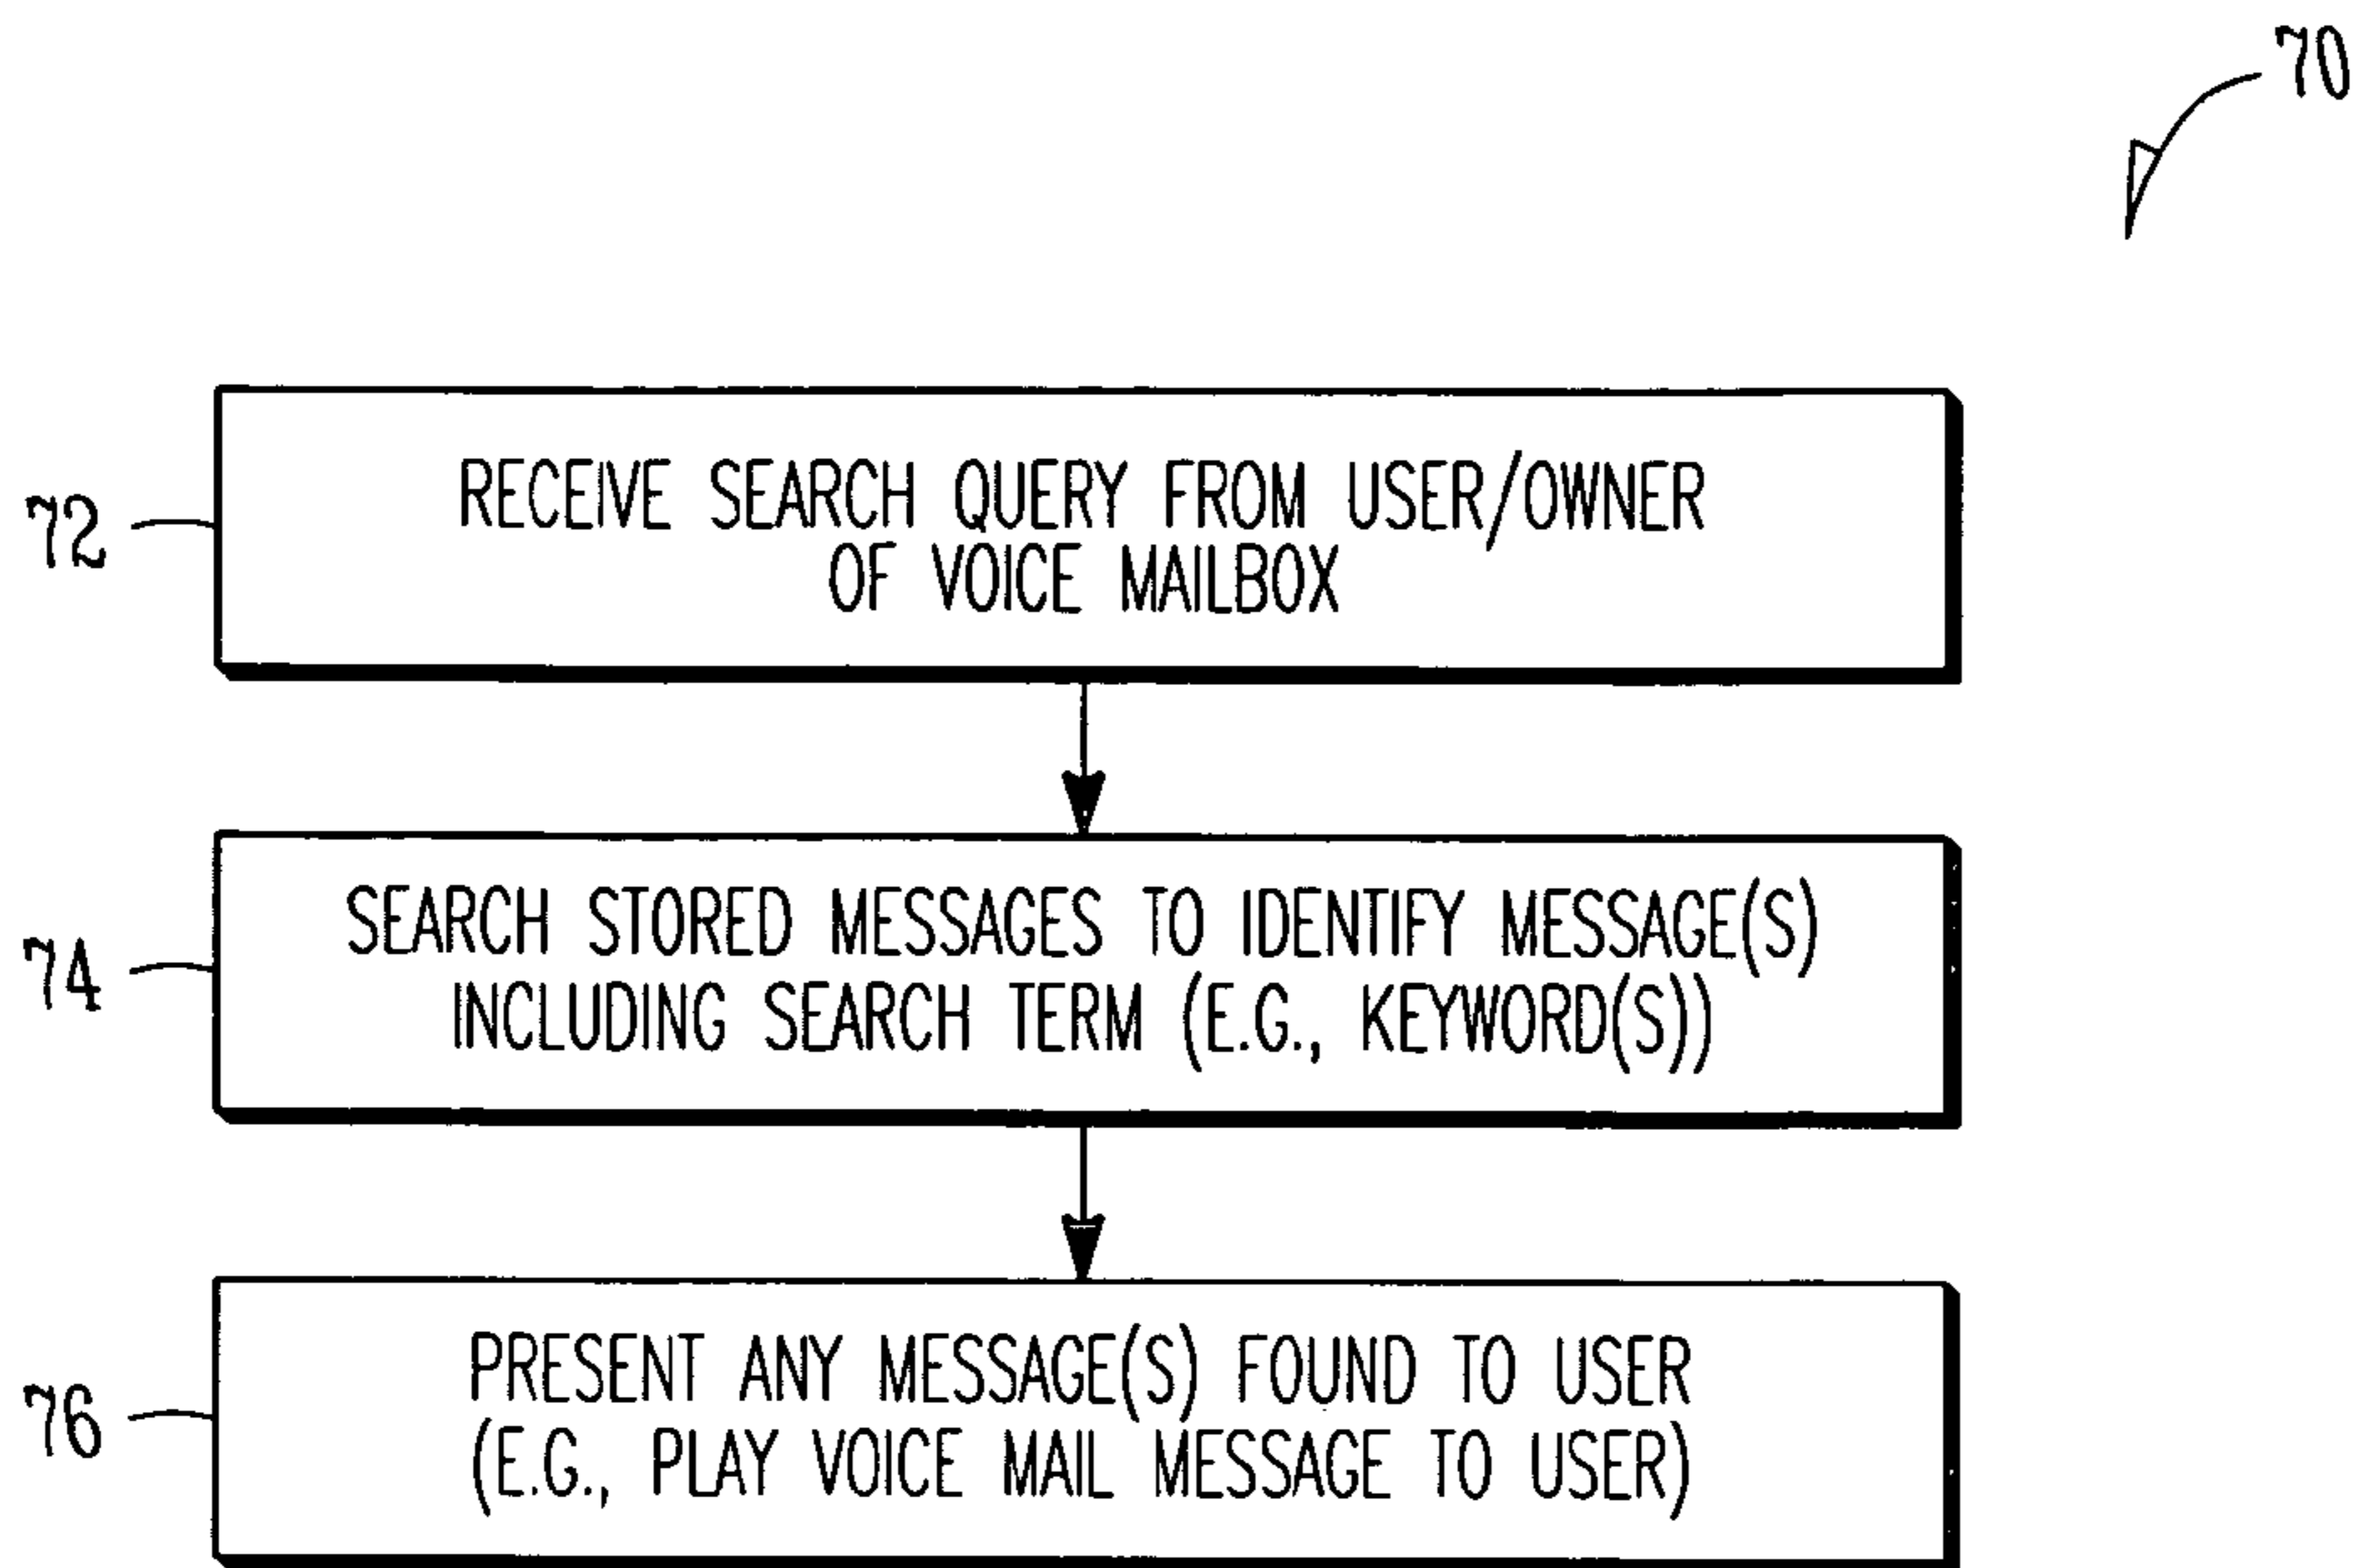 70
72
RECEIVE SEARCH QUERY FROM USER/OWNER
OF VOICE MAILBOX
74
SEARCH STORED MESSAGES TO IDENTIFY MESSAGE(S)
INCLUDING SEARCH TERM (E.G., KEYWORD(S))
76
PRESENT ANY MESSAGE(S) FOUND TO USER
(E.G., PLAY VOICE MAIL MESSAGE TO USER)